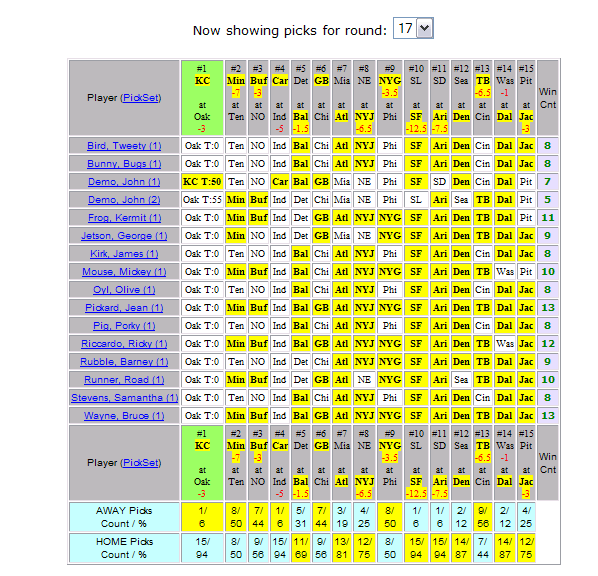 Now showing picks for round: 17
#1 #2 #3 #4 #5 #6 #7 #8 #9 #10 #11 #12 #13 #14 #15
KC Min Buf Car Det GB Mia NE NYG SL SD Sea TB Was Pit
-7 -3 -3.5 -6.5 -1
Player (PickSet) Win Cnt
at at at at at at at at at at at at at at at
Oak Ten NO Ind Bal Chi Atl NYJ Phi SF Ari Den Cin Dal Jac
-3 -5 -1.5 -6.5 -12.5 -7.5 -3
Bird, Tweety (1) Oak T:0 Ten NO Ind Bal Chi Atl NYJ Phi SF Ari Den Cin Dal Jac 8
Bunny, Bugs (1) Oak T:0 Ten NO Ind Bal Chi Atl NYJ Phi SF Ari Den Cin Dal Jac 8
Demo, John (1) KC T:50 Ten NO Car Bal GB Mia NE Phi SF SD Den Cin Dal Pit 7
Demo, John (2) Oak T:55 Min Buf Ind Det Chi Mia NE Phi SL Ari Sea TB Dal Pit 5
Frog, Kermit (1) Oak T:0 Min Buf Ind Bal GB Atl NYJ NYG SF Ari Den TB Dal Pit 11
Jetson, George (1) Oak T:0 Min NO Ind Det GB Mia NE NYG SF Ari Den TB Dal Jac 9
Kirk, James (1) Oak T:0 Ten NO Ind Bal Chi Atl NYJ Phi SF Ari Den Cin Dal Jac 8
Mouse, Mickey (1) Oak T:0 Min Buf Ind Bal Chi Atl NYJ NYG SF Ari Den TB Was Pit 10
Oyl, Olive (1) Oak T:0 Ten NO Ind Bal Chi Atl NYJ Phi SF Ari Den Cin Dal Jac 8
Pickard, Jean (1) Oak T:0 Min Buf Ind Bal GB Atl NYJ NYG SF Ari Den TB Dal Jac 13
Pig, Porky (1) Oak T:0 Ten NO Ind Bal Chi Atl NYJ Phi SF Ari Den Cin Dal Jac 8
Riccardo, Ricky (1) Oak T:0 Min Buf Ind Bal GB Atl NYJ NYG SF Ari Den TB Was Jac 12
Rubble, Barney (1) Oak T:0 Ten NO Ind Det Chi Atl NYJ NYG SF Ari Den TB Dal Jac 9
Runner, Road (1) Oak T:0 Min Buf Ind Det GB Atl NE NYG SF Ari Sea TB Dal Jac 10
Stevens, Samantha (1) Oak T:0 Ten NO Ind Bal Chi Atl NYJ Phi SF Ari Den Cin Dal Jac 8
Wayne, Bruce (1) Oak T:0 Min Buf Ind Bal GB Atl NYJ NYG SF Ari Den TB Dal Jac 13
#1 #2 #3 #4 #5 #6 #7 #8 #9 #10 #11 #12 #13 #14 #15
KC Min Buf Car Det GB Mia NE NYG SL SD Sea TB Was Pit
-7 -3 -3.5 -6.5 -1
Player (PickSet) Win Cnt
at at at at at at at at at at at at at at at
Oak Ten NO Ind Bal Chi Atl NYJ Phi SF Ari Den Cin Dal Jac
-3 -5 -1.5 -6.5 -12.5 -7.5 -3
AWAY Picks 1/ 8/ 7/ 1/ 5/ 7/ 3/ 4/ 8/ 1/ 1/ 2/ 9/ 2/ 4/
Count / % 6 50 44 6 31 44 19 25 50 6 6 12 56 12 25
HOME Picks 15/ 8/ 9/ 15/ 11/ 9/ 13/ 12/ 8/ 15/ 15/ 14/ 7/ 14/ 12/
Count / % 94 50 56 94 69 56 81 75 50 94 94 87 44 87 75